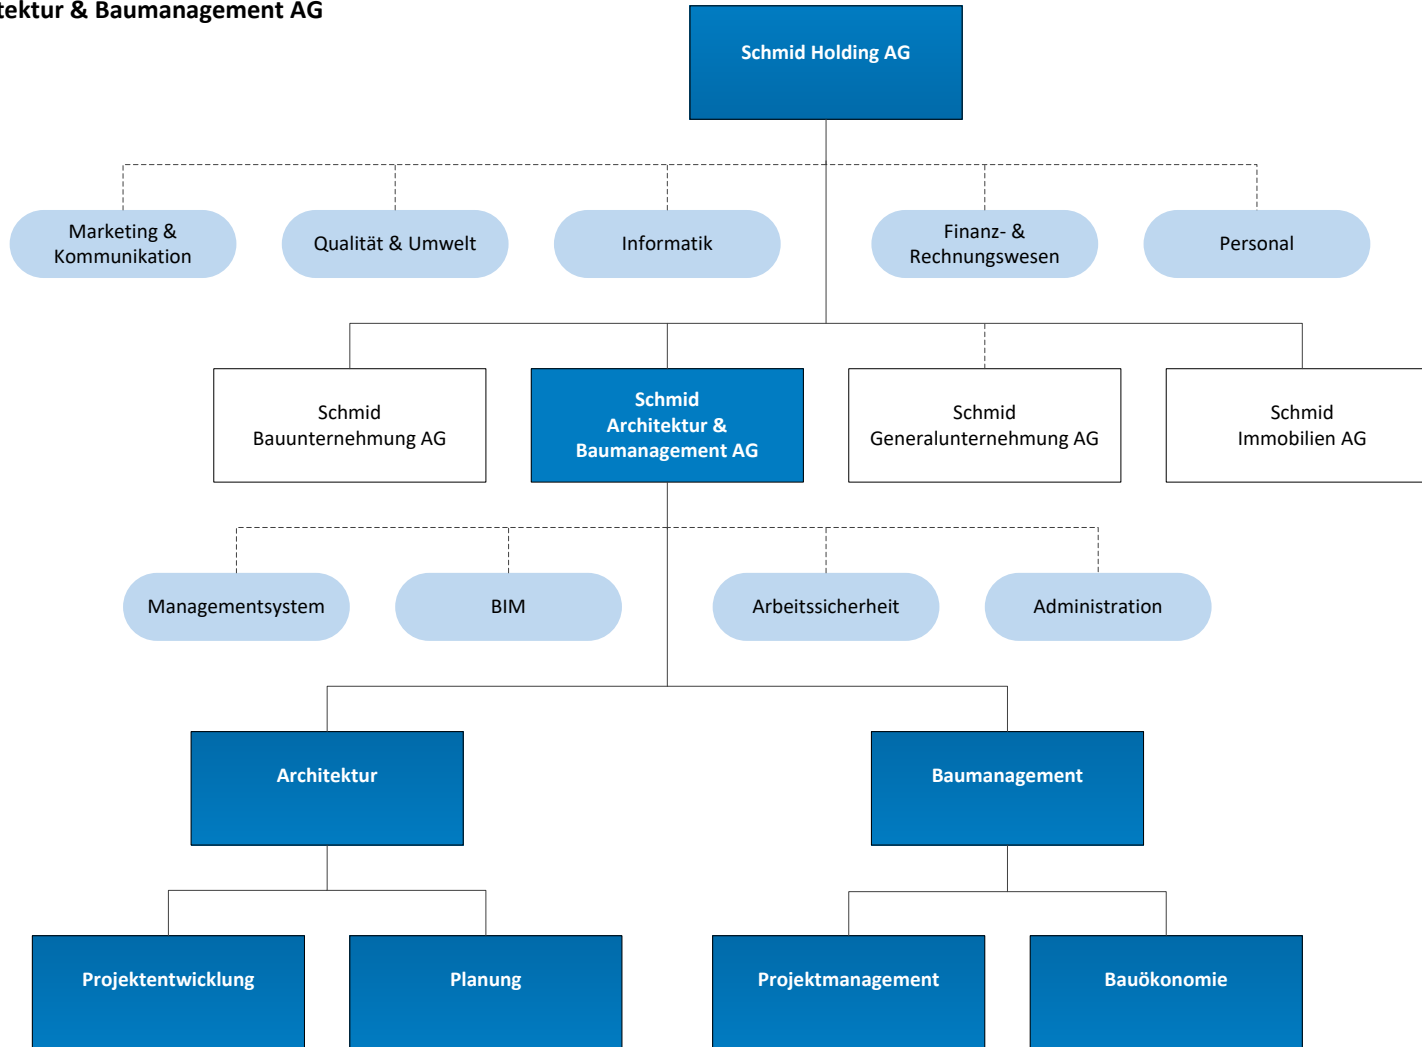 tektur & Baumanagement AG
Schmid Holding AG
Marketing &
Kommunikation
Qualität & Umwelt
Informatik
Finanz- &
Rechnungswesen
Personal
Schmid
Bauunternehmung AG
Schmid
Architektur &
Baumanagement AG
Schmid
Generalunternehmung AG
Schmid
Immobilien AG
Managementsystem
BIM
Arbeitssicherheit
Administration
Architektur
Baumanagement
Projektentwicklung
Planung
Projektmanagement
Bauökonomie